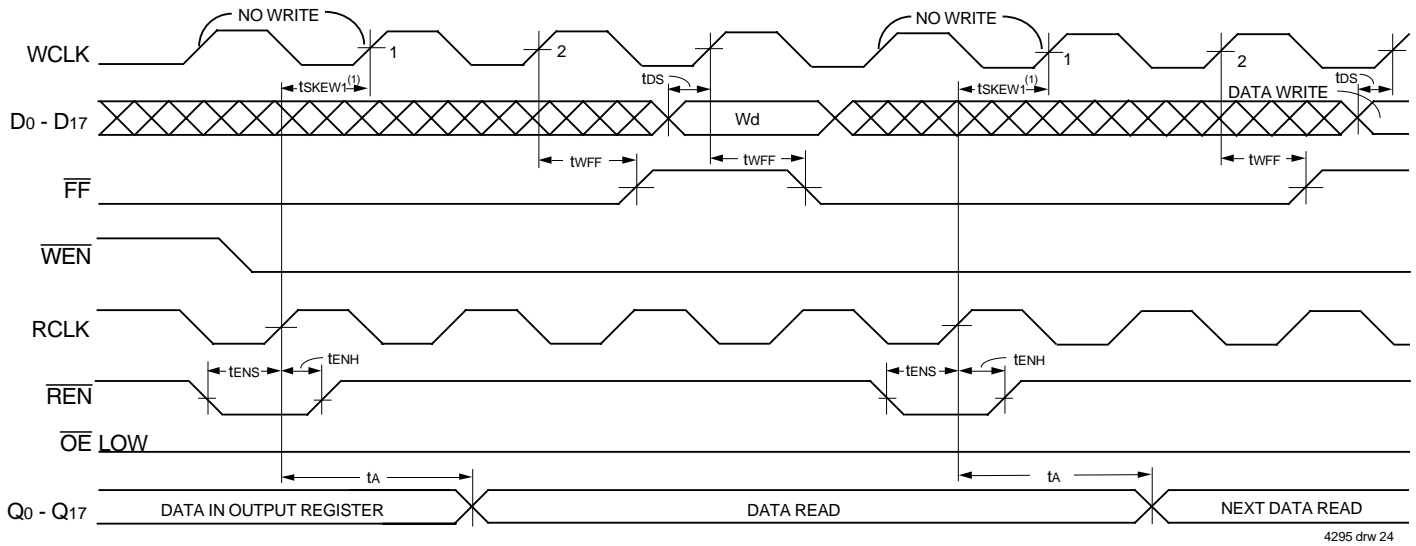 NO WRITE
NO WRITE
WCLK
1
2
1
2
tDS
tDS
tSKEW1(1)
tSKEW1(1)
DATA WRITE
D0 - D17
Wd
tWFF
tWFF
tWFF
FF
WEN
RCLK
tENS
tENH
tENS
tENH
REN
OE LOW
tA
tA
Q0 - Q17
DATA IN OUTPUT REGISTER
DATA READ
NEXT DATA READ
4295 drw 24